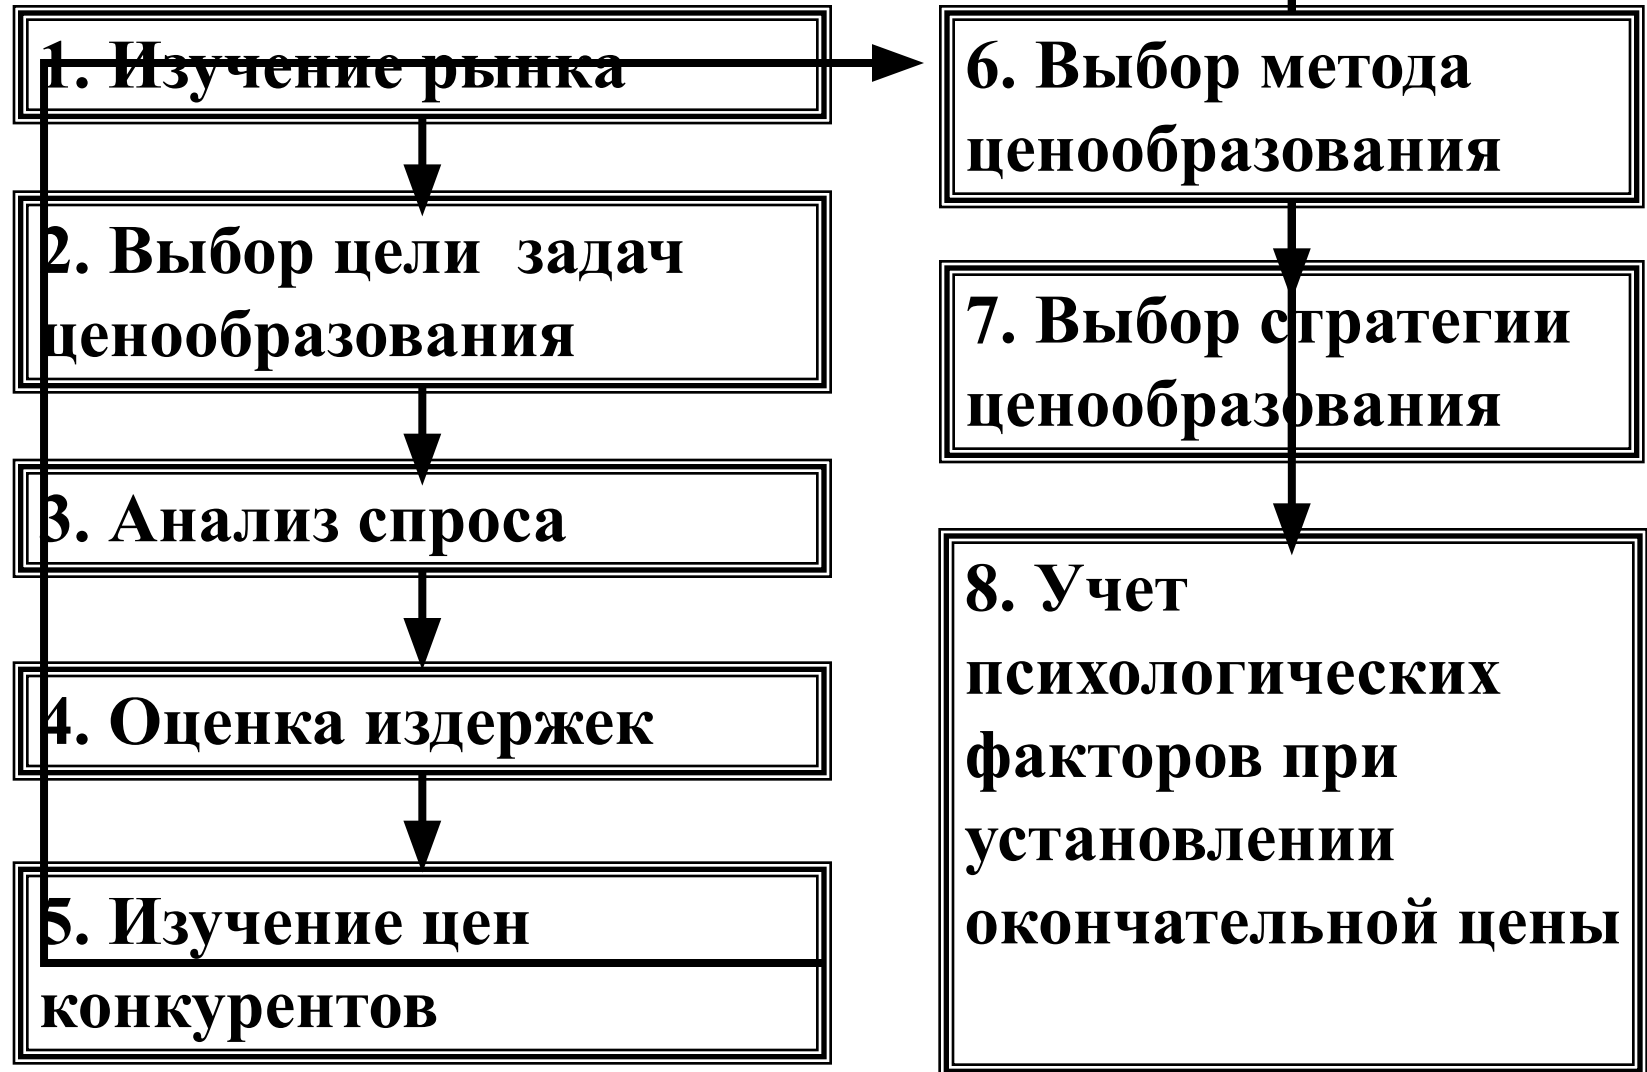 1. Изучение рынка
2. Выбор цели  задач
ценообразования
3. Анализ спроса
4. Оценка издержек
5. Изучение цен
конкурентов
6. Выбор метода
ценообразования
7. Выбор стратегии
ценообразования
8. Учет
психологических
факторов при
установлении
окончательной цены